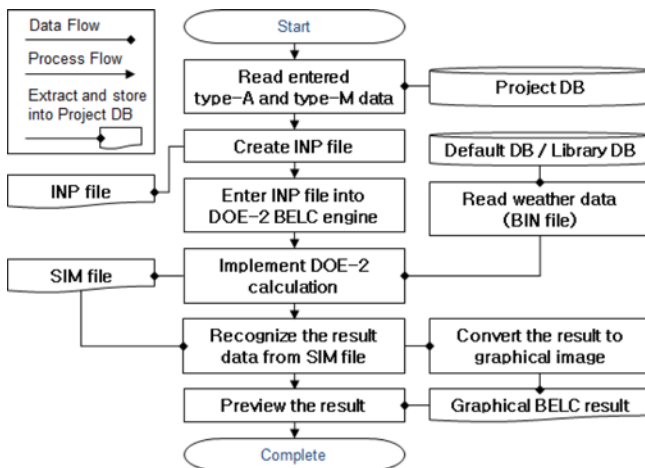 Data Flow
Process Flow
Extract and store
into Project DB
Start
Read entered
type-A and type-M data
Project DB
Create INP file
Default DB / Library DB
INP file
Enter INP file into
DOE-2 BELC engine
Read weather data
(BIN file)
SIM file
Implement DOE-2
calculation
Recognize the result
data from SIM file
Convert the result to
graphical image
Preview the result
Graphical BELC result
Complete